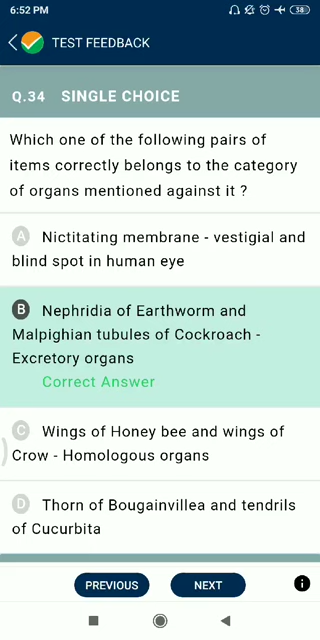 6:52 PM
38
TEST FEEDBACK
Q.34 SINGLE CHOICE
Which one of the following pairs of
items correctly belongs to the category
of organs mentioned against it ?
A Nictitating membrane - vestigial and
blind spot in human eye
B Nephridia of Earthworm and
Malpighian tubules of Cockroach -
Excretory organs
Correct Answer
C Wings of Honey bee and wings of
Crow - Homologous organs
D Thorn of Bougainvillea and tendrils
of Cucurbita
PREVIOUS
NEXT